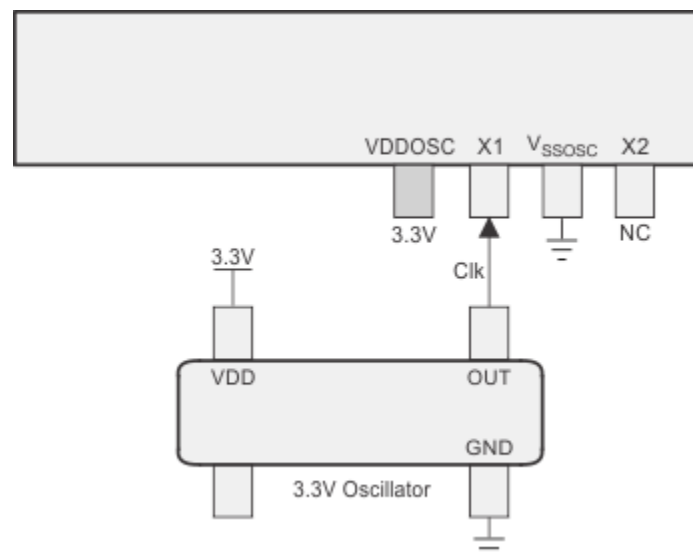 VDDOSC X1 VSSOSC X2
3.3V NC
3.3V
Clk
VDD OUT
GND
3.3V Oscillator